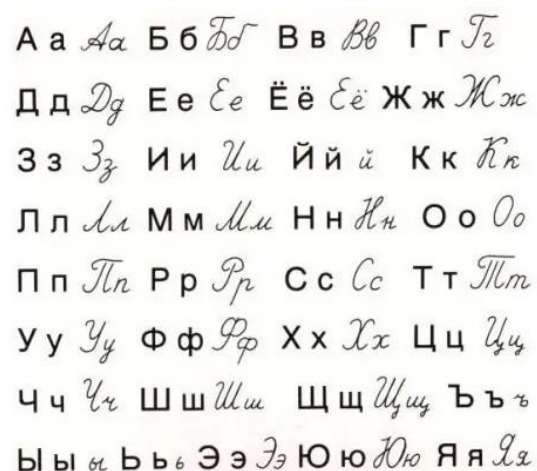 А а Аа Б б Бб В в Вв Г г Гг
Д д Дд Е е Ее Ё ё Её Ж ж Жж
З з Зз И и Ии Й й й К к Кк
Л л Лл М м Мм Н н Нн О о Оо
П п Пп Р р Рр С с Сс Т т Тт
У у Уу Ф ф Фф Х х Хх Ц ц Цц
Ч ч Чч Ш ш Шш Щ щ Щщ Ъ ъ ъ
Ы ы ы Ь ь ь Э э Ээ Ю ю Юю Я я Яя